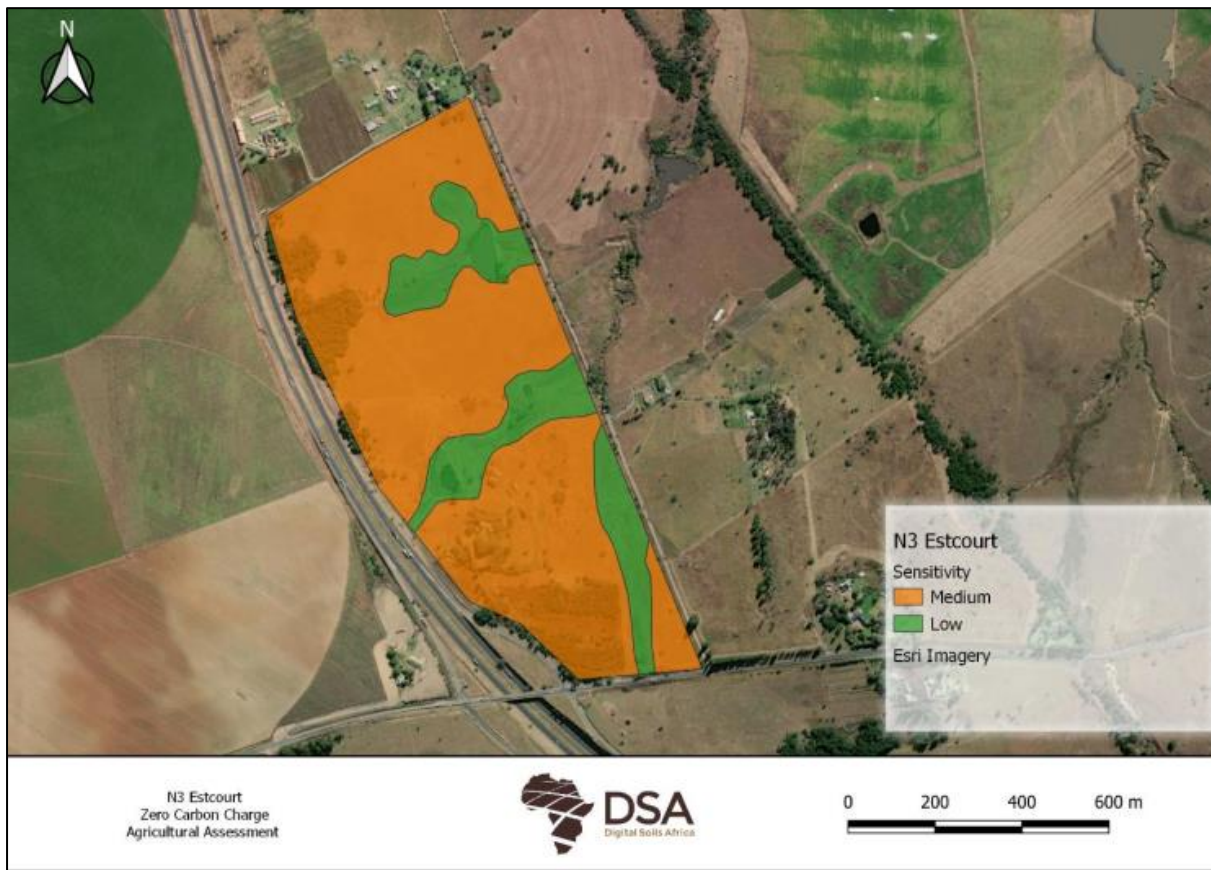 N
N3 Estcourt
Sensitivity
Medium
Low
Esri Imagery
N3 Estcourt
Zero Carbon Charge
Agricultural Assessment
DSA
Digital Soils Africa
0 200 400 600 m